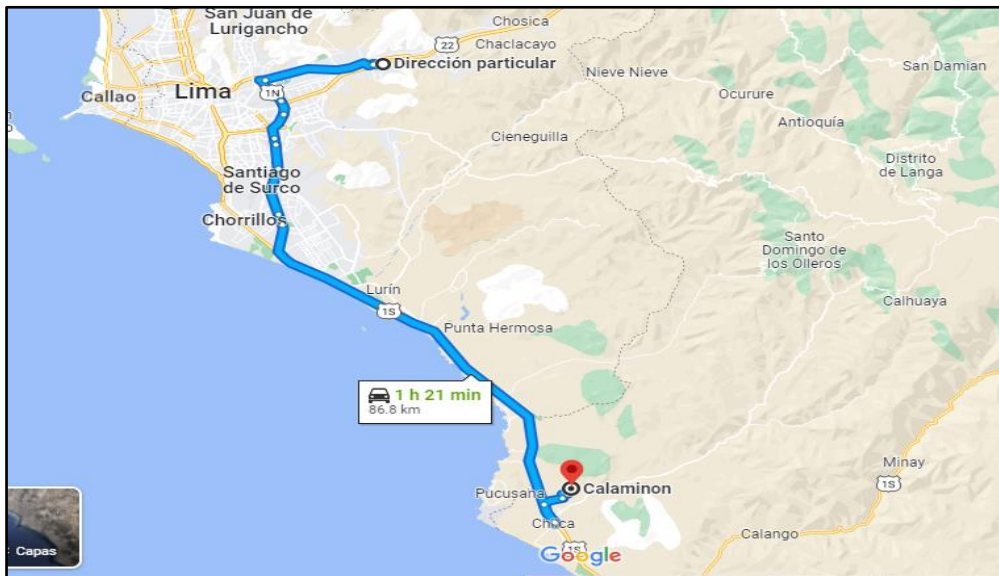 San Juan de
Lurigancho
Chosica
22
Chaclacayo
Dirección particular
Nieve Nieve
San Damian
Callao
Lima
1N
Ocurure
Antioquía
Cieneguilla
Distrito
de Langa
Santiago
de Surco
Chorrillos
Santo
Domingo de
los Olleros
Lurín
1S
Calhuaya
Punta Hermosa
1 h 21 min
86.8 km
Minay
1S
Pucusana
Calaminon
Chilca
Calango
1S
Google
Capas